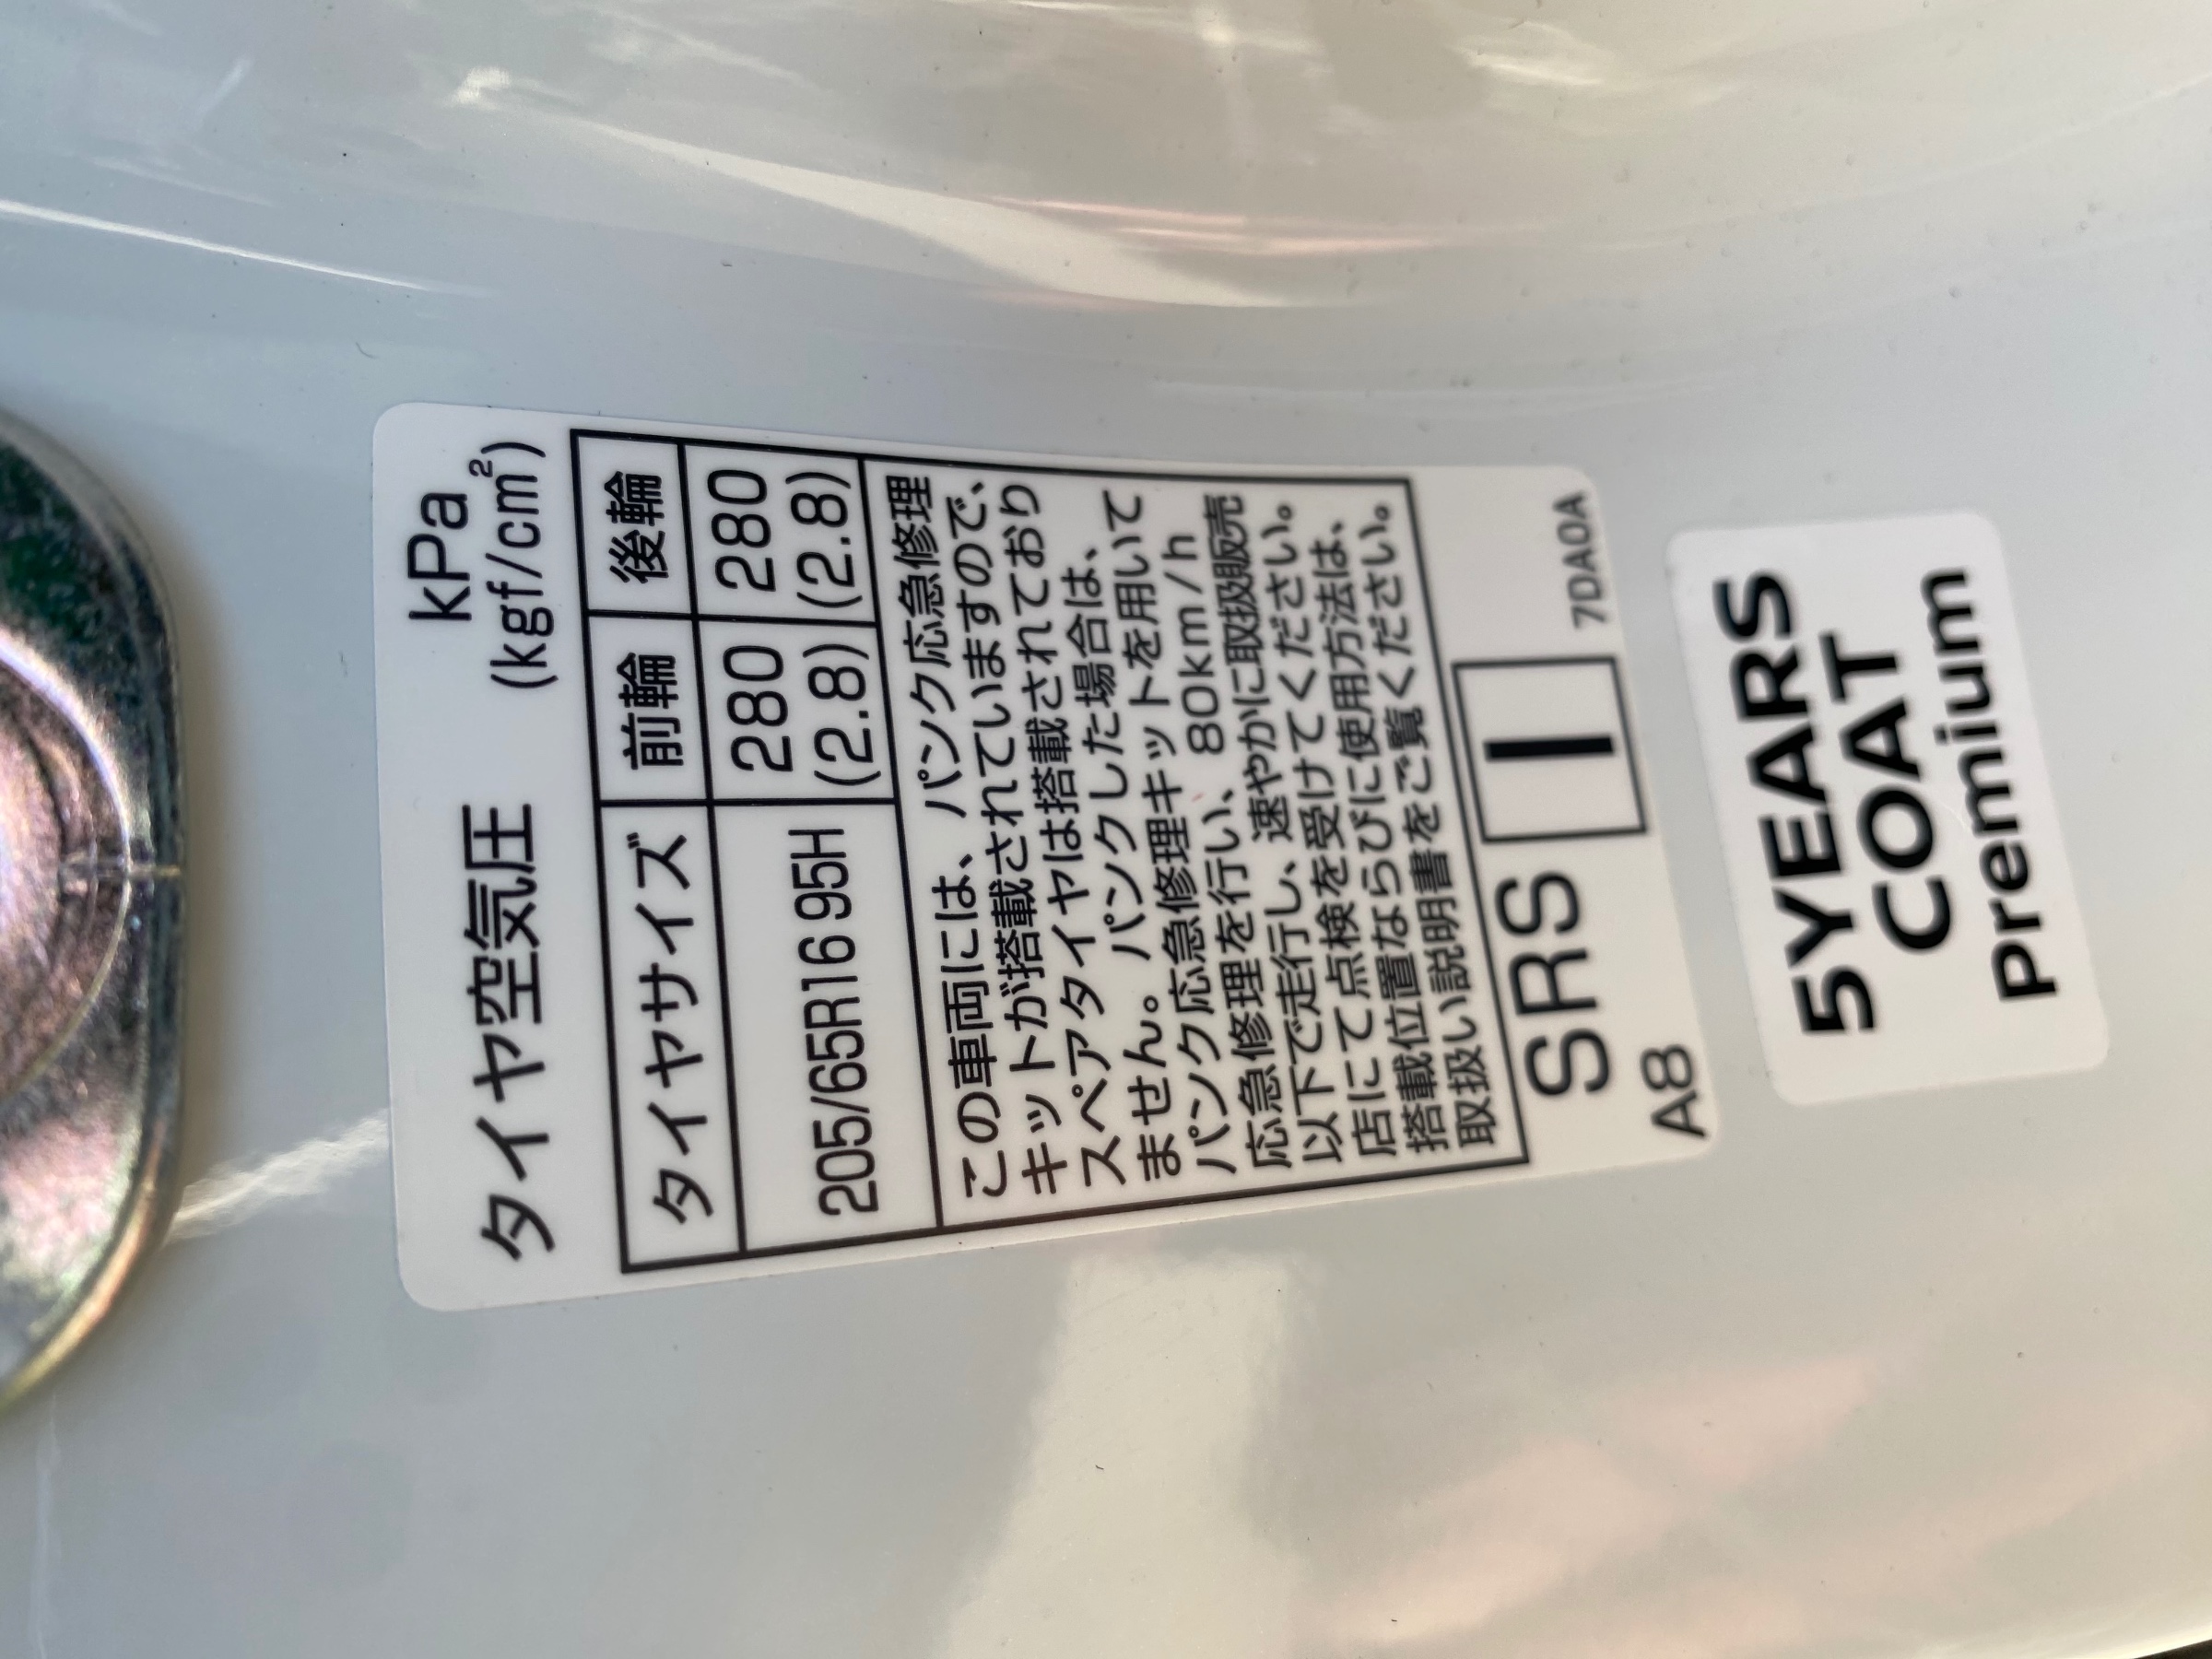 タイヤ空気圧 kPa
(kgf/cm²)
タイヤサイズ 前輪 後輪
205/65R16 95H 280 280
(2.8) (2.8)
この車両には、パンク応急修理
キットが搭載されていますので、
スペアタイヤは搭載されており
ません。パンクした場合は、
パンク応急修理キットを用いて
応急修理を行い、80km/h
以下で走行し、速やかに取扱販売
店にて点検を受けてください。
搭載位置ならびに使用方法は、
取扱い説明書をご覧ください。
SRS I
A8 7DA0A
5YEARS
COAT
Premium